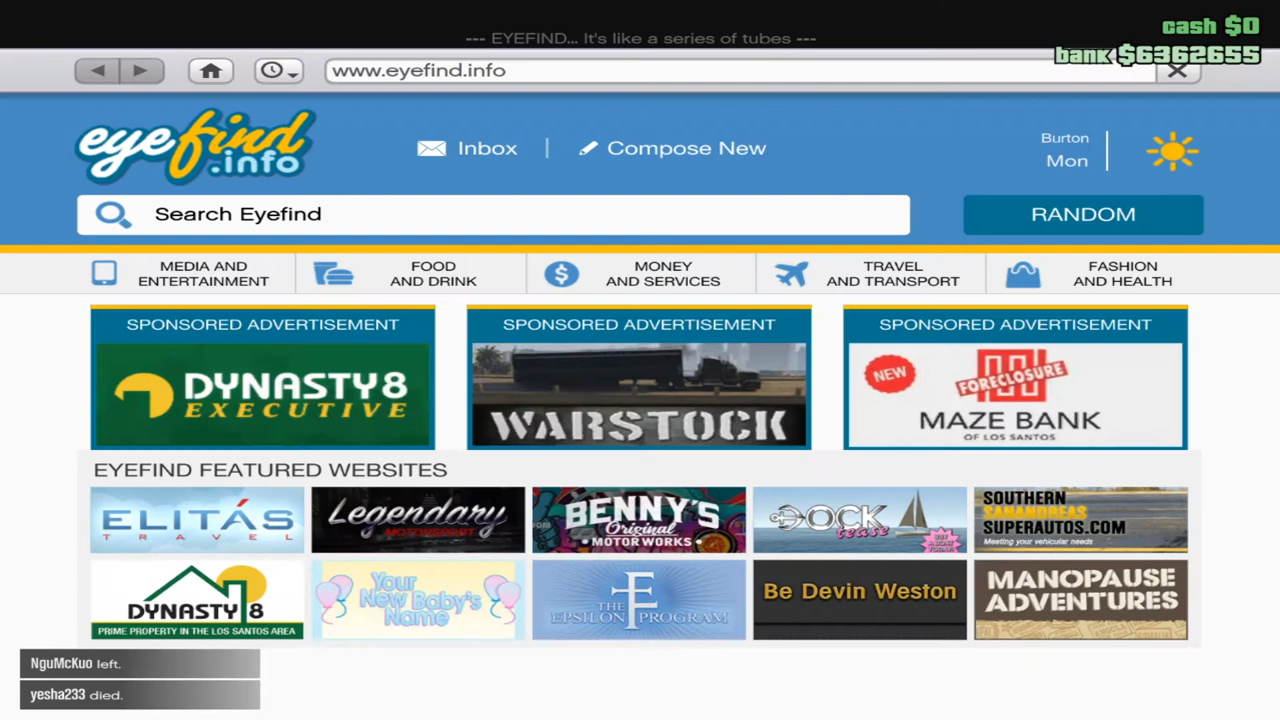 cash $0
--- EYEFIND... It's like a series of tubes ---
bank $6362655
www.eyefind.info
eyefind
.info
Inbox
Compose New
Burton
Mon
Search Eyefind
RANDOM
MEDIA AND
ENTERTAINMENT
FOOD
AND DRINK
MONEY
AND SERVICES
TRAVEL
AND TRANSPORT
FASHION
AND HEALTH
SPONSORED ADVERTISEMENT
DYNASTY8
EXECUTIVE
SPONSORED ADVERTISEMENT
WARSTOCK
SPONSORED ADVERTISEMENT
NEW
FORECLOSURE
MAZE BANK
OF LOS SANTOS
EYEFIND FEATURED WEBSITES
ELITÁS
TRAVEL
Legendary
MOTORSPORT
BENNY'S
Original
MOTORWORKS
DOCK
tease
SOUTHERN
SANANDREAS
SUPERAUTOS.COM
Meeting your vehicular needs
DYNASTY 8
PRIME PROPERTY IN THE LOS SANTOS AREA
Your
New Baby's
Name
THE
EPSILON PROGRAM
Be Devin Weston
MANOPAUSE
ADVENTURES
NguMcKuo left.
yesha233 died.